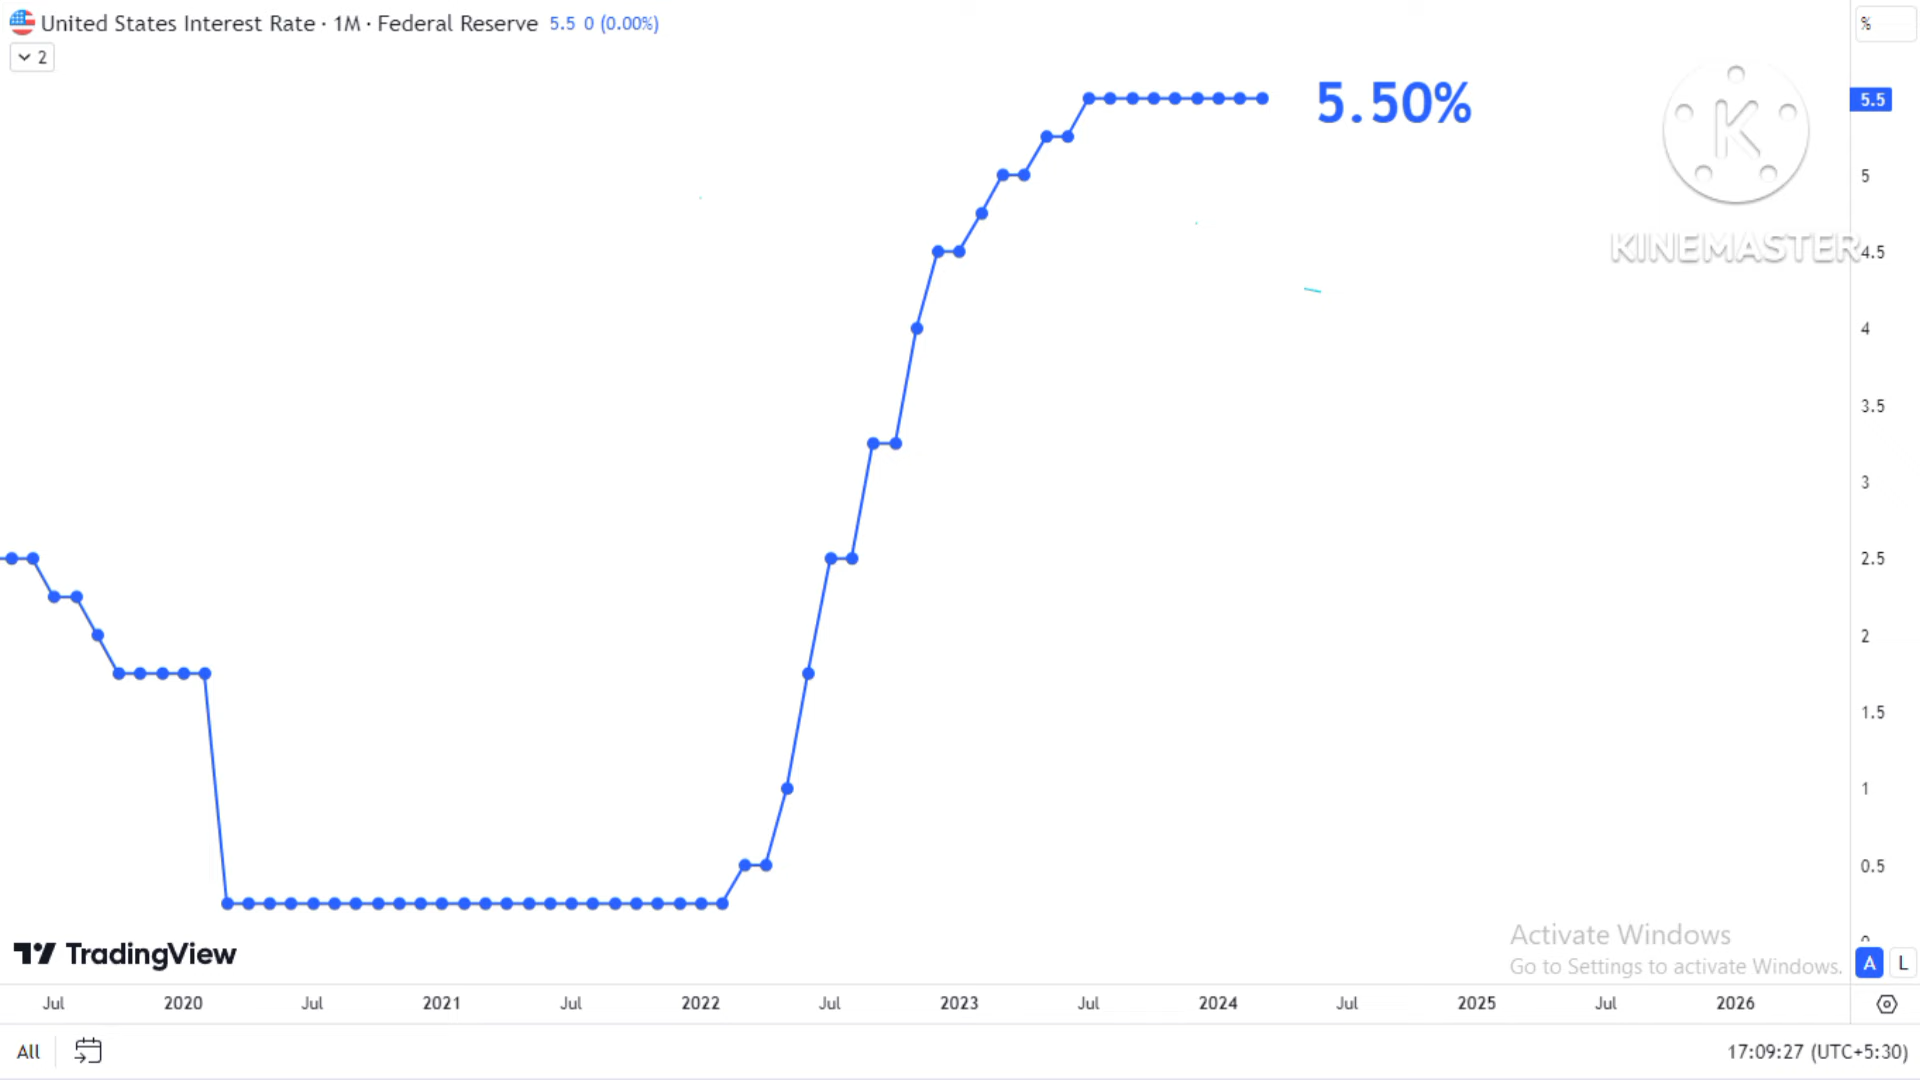 United States Interest Rate · 1M · Federal Reserve 5.5 0 (0.00%)
2
%
5.50%
K
KINEMASTER
5.5
5
4.5
4
3.5
3
2.5
2
1.5
1
0.5
0
TradingView
Activate Windows
Go to Settings to activate Windows.
A L
Jul 2020 Jul 2021 Jul 2022 Jul 2023 Jul 2024 Jul 2025 Jul 2026
All
17:09:27 (UTC+5:30)